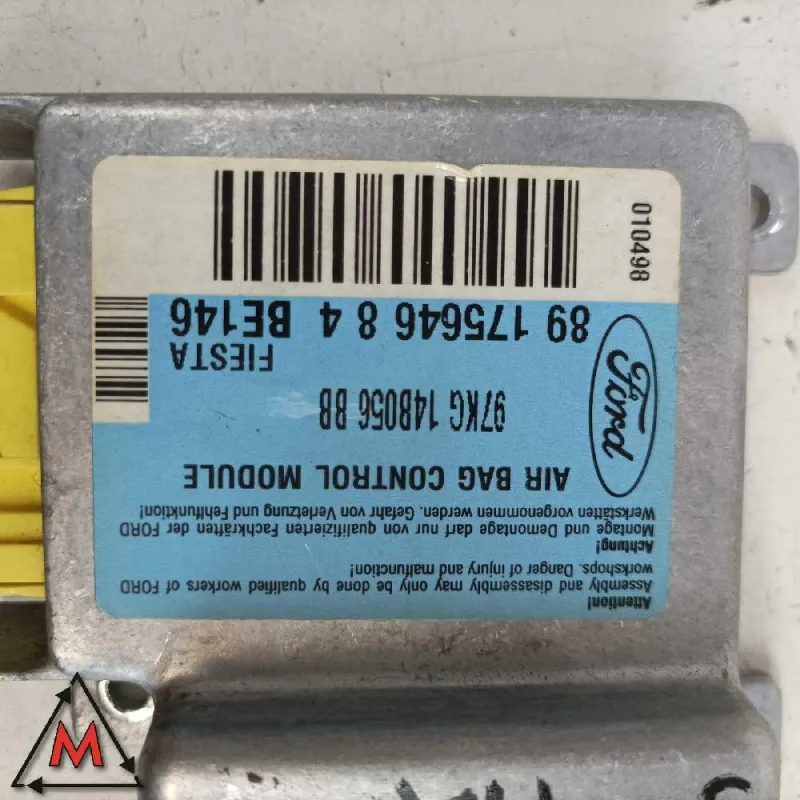 Attention!
Assembly and disassembly may only be done by qualified workers of FORD
workshops. Danger of injury and malfunction!
Achtung!
Montage und Demontage darf nur von qualifizierten Fachkräften der FORD
Werkstätten vorgenommen werden. Gefahr von Verletzung und Fehlfunktion!
AIR BAG CONTROL MODULE
Ford
97KG 14B056 BB
FIESTA
89 175646 8 4 BE146
010498
M